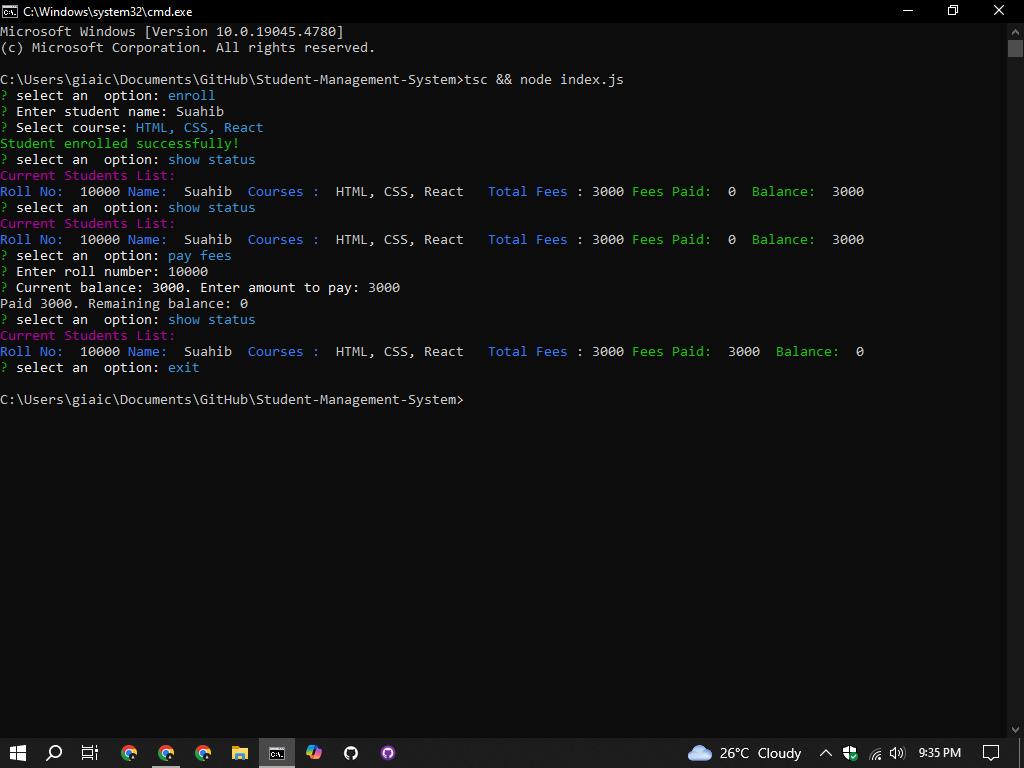 C:\Windows\system32\cmd.exe
Microsoft Windows [Version 10.0.19045.4780]
(c) Microsoft Corporation. All rights reserved.
C:\Users\giaic\Documents\GitHub\Student-Management-System>tsc && node index.js
? select an  option: enroll
? Enter student name: Suahib
? Select course: HTML, CSS, React
Student enrolled successfully!
? select an  option: show status
Current Students List:
Roll No:  10000 Name:  Suahib  Courses :  HTML, CSS, React   Total Fees : 3000 Fees Paid:  0  Balance:  3000
? select an  option: show status
Current Students List:
Roll No:  10000 Name:  Suahib  Courses :  HTML, CSS, React   Total Fees : 3000 Fees Paid:  0  Balance:  3000
? select an  option: pay fees
? Enter roll number: 10000
? Current balance: 3000. Enter amount to pay: 3000
Paid 3000. Remaining balance: 0
? select an  option: show status
Current Students List:
Roll No:  10000 Name:  Suahib  Courses :  HTML, CSS, React   Total Fees : 3000 Fees Paid:  3000  Balance:  0
? select an  option: exit
C:\Users\giaic\Documents\GitHub\Student-Management-System>
26°C Cloudy
9:35 PM